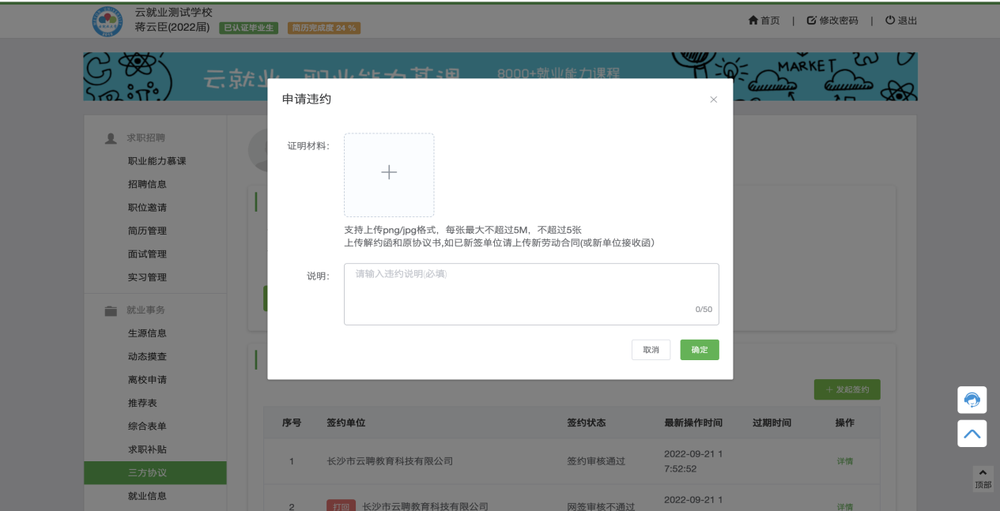 云就业测试学校
蒋云臣(2022届) 已认证毕业生 简历完成度 24 %
首页 | 修改密码 | 退出
8000+就业能力课程
MARKET
申请违约
证明材料:
支持上传png/jpg格式，每张最大不超过5M，不超过5张
上传解约函和原协议书,如已新签单位请上传新劳动合同(或新单位接收函)
说明:
请输入违约说明(必填)
0/50
取消 确定
求职招聘
职业能力慕课
招聘信息
职位邀请
简历管理
面试管理
实习管理
就业事务
生源信息
动态摸查
离校申请
推荐表
综合表单
求职补贴
三方协议
就业信息
+ 发起签约
序号 签约单位 签约状态 最新操作时间 过期时间 操作
1 长沙市云聘教育科技有限公司 签约审核通过 2022-09-21 1
7:52:52 详情
2 打回 长沙市云聘教育科技有限公司 网签审核不通过 2022-09-21 1 详情
顶部